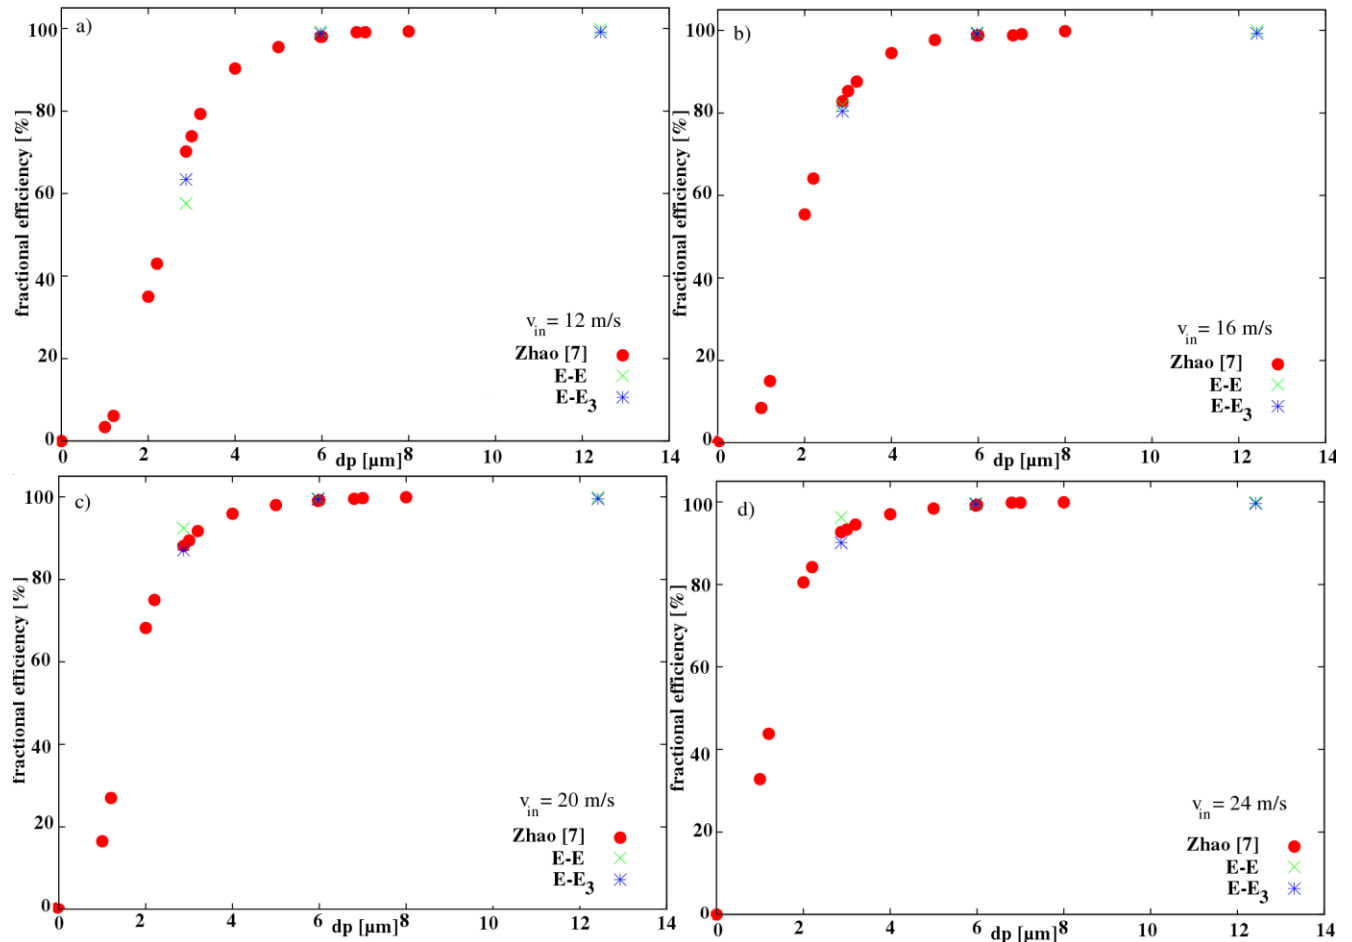 a)
100
80
60
40
20
0
fractional efficiency [%]
v_in = 12 m/s
Zhao [7]
E-E
E-E_3
0 2 4 6 8 10 12 14
dp [µm]
b)
100
80
60
40
20
0
fractional efficiency [%]
v_in = 16 m/s
Zhao [7]
E-E
E-E_3
0 2 4 6 8 10 12 14
dp [µm]
c)
100
80
60
40
20
0
fractional efficiency [%]
v_in = 20 m/s
Zhao [7]
E-E
E-E_3
0 2 4 6 8 10 12 14
dp [µm]
d)
100
80
60
40
20
0
fractional efficiency [%]
v_in = 24 m/s
Zhao [7]
E-E
E-E_3
0 2 4 6 8 10 12 14
dp [µm]